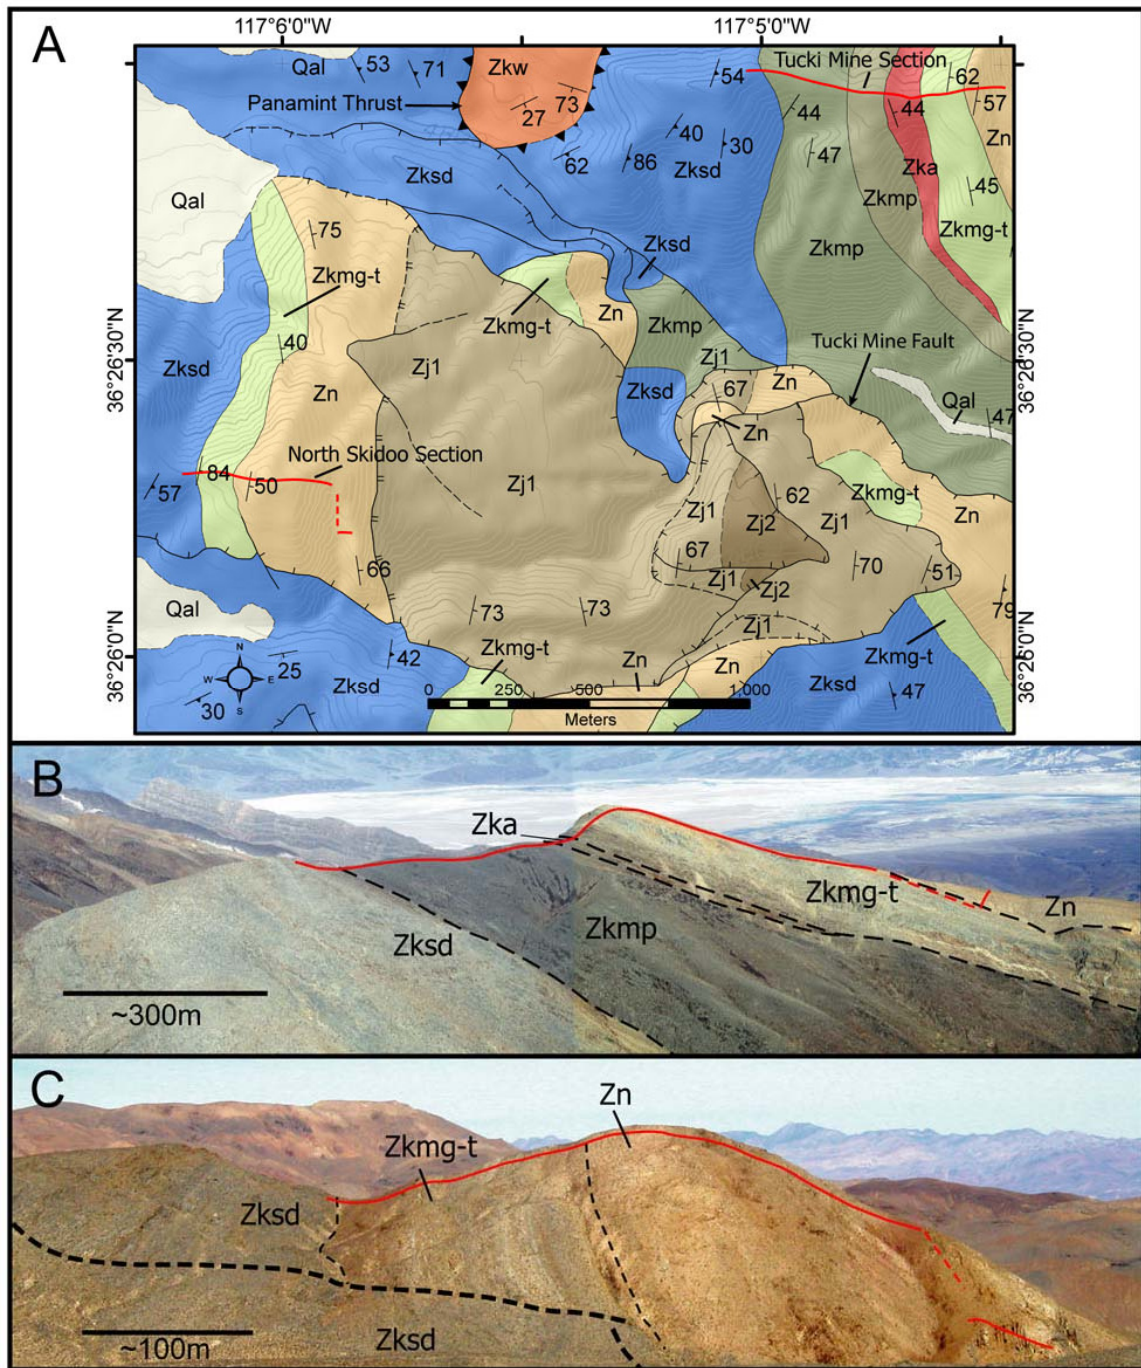 A
117°6'0"W
117°5'0"W
Qal
53
71
Zkw
54
Tucki Mine Section
62
Panamint Thrust
27
73
44
44
57
40
Zn
62
86
30
47
Zka
Zksd
Zksd
Zkmp
45
Qal
Zkmg-t
75
Zksd
Zkmp
Zkmg-t
Zn
Zkmg-t
Zkmp
36°26'30"N
40
Zj1
Zj1
Tucki Mine Fault
36°26'30"N
Zksd
Zn
Zksd
67
Zn
Qal
47
Zn
North Skidoo Section
84
57
50
Zj1
62
Zkmg-t
Zj1
Zj2
Zj1
Zn
67
66
Zj1
70
51
Zj2
79
Qal
73
73
Zj1
36°26'0"N
N
W
E
S
25
42
Zkmg-t
Zn
Zn
Zkmg-t
36°26'0"N
Zksd
Zksd
47
30
0
250
500
1 000
Meters
B
Zka
Zkmg-t
Zn
Zksd
Zkmp
~300m
C
Zn
Zkmg-t
Zksd
Zksd
~100m